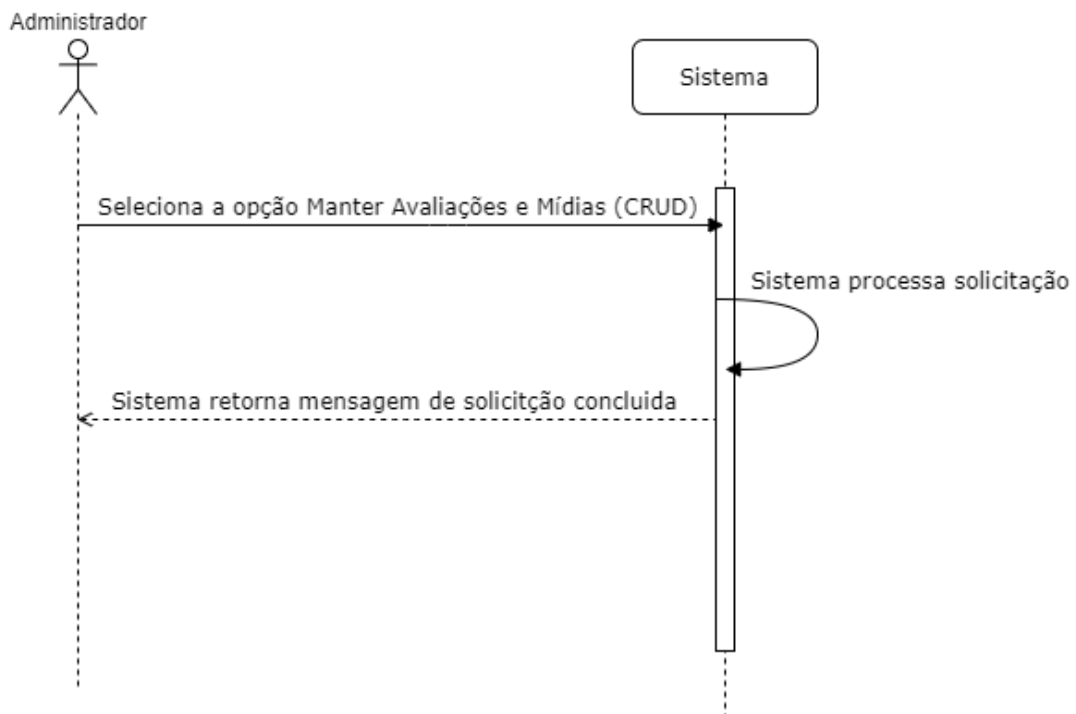 Administrador
Sistema
Seleciona a opção Manter Avaliações e Mídias (CRUD)
Sistema processa solicitação
Sistema retorna mensagem de solicitção concluida